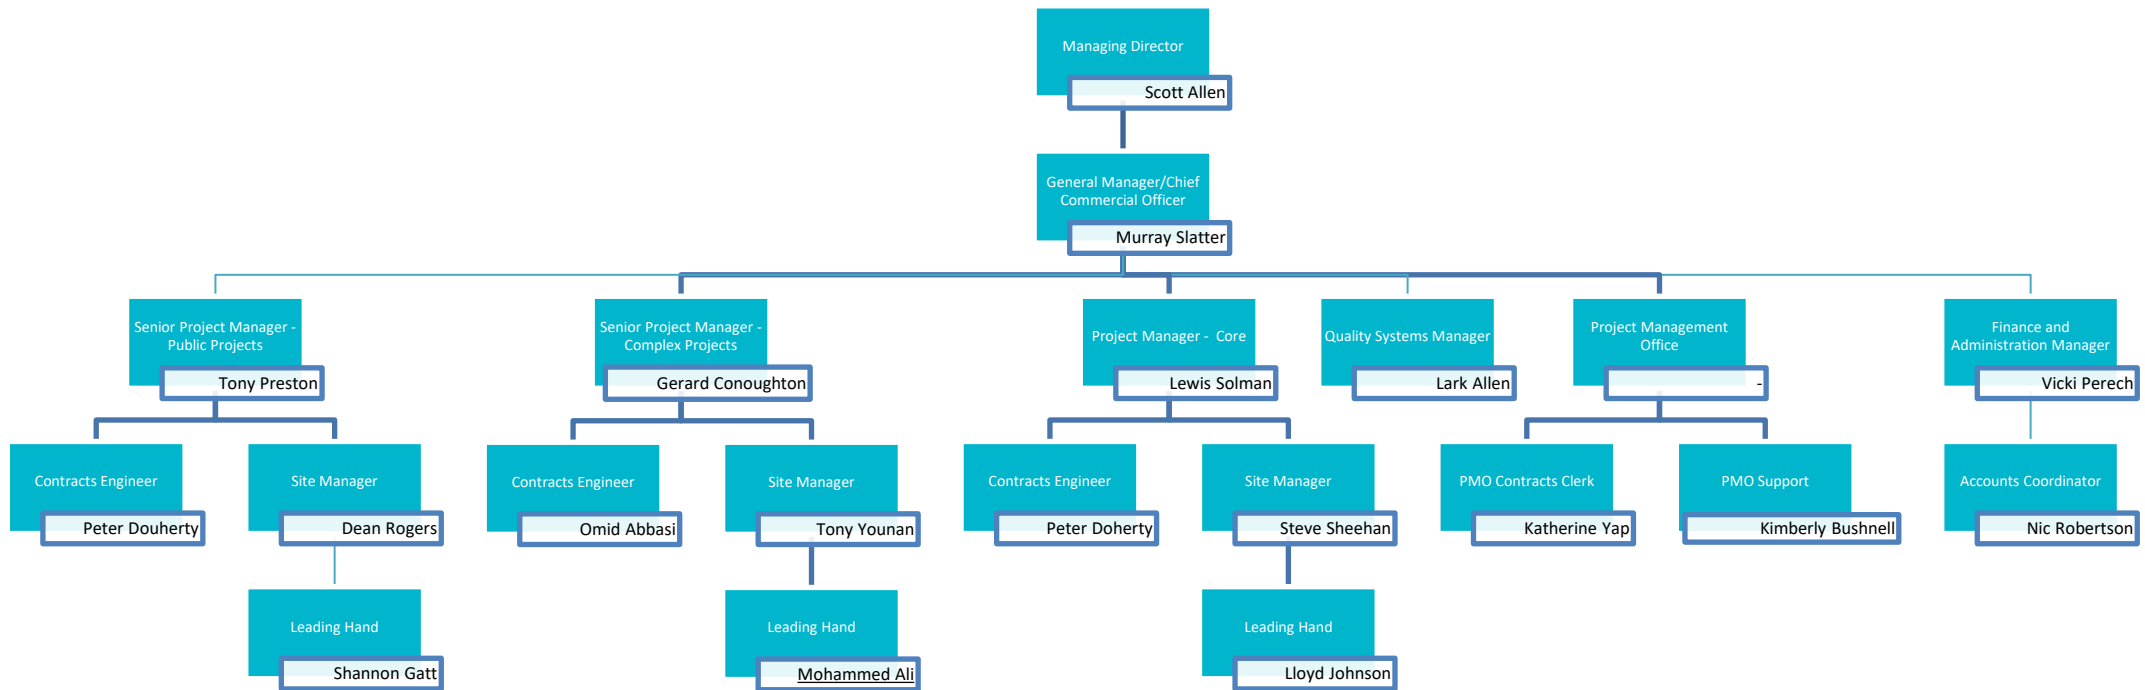 Managing Director
Scott Allen
General Manager/Chief
Commercial Officer
Murray Slatter
Senior Project Manager -
Public Projects
Tony Preston
Senior Project Manager -
Complex Projects
Gerard Conoughton
Project Manager - Core
Lewis Solman
Quality Systems Manager
Lark Allen
Project Management
Office
-
Finance and
Administration Manager
Vicki Perech
Contracts Engineer
Peter Douherty
Site Manager
Dean Rogers
Contracts Engineer
Omid Abbasi
Site Manager
Tony Younan
Contracts Engineer
Peter Doherty
Site Manager
Steve Sheehan
PMO Contracts Clerk
Katherine Yap
PMO Support
Kimberly Bushnell
Accounts Coordinator
Nic Robertson
Leading Hand
Shannon Gatt
Leading Hand
Mohammed Ali
Leading Hand
Lloyd Johnson